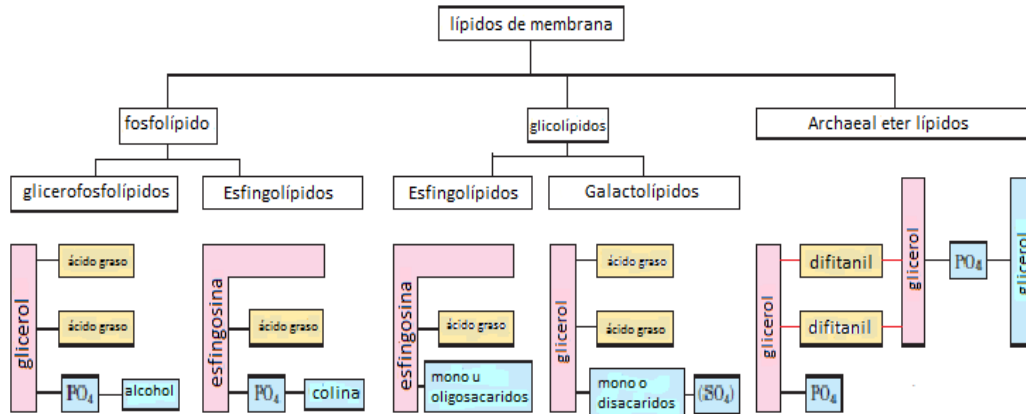 lípidos de membrana
fosfolípido
glicolípidos
Archaeal eter lípidos
glicerofosfolípidos
Esfingolípidos
Esfingolípidos
Galactolípidos
glicerol
ácido graso
ácido graso
PO₄
alcohol
esfingosina
ácido graso
PO₄
colina
esfingosina
ácido graso
mono u
oligosacaridos
glicerol
ácido graso
ácido graso
mono o
disacaridos
(SO₄)
glicerol
difitanil
difitanil
PO₄
glicerol
PO₄
glicerol